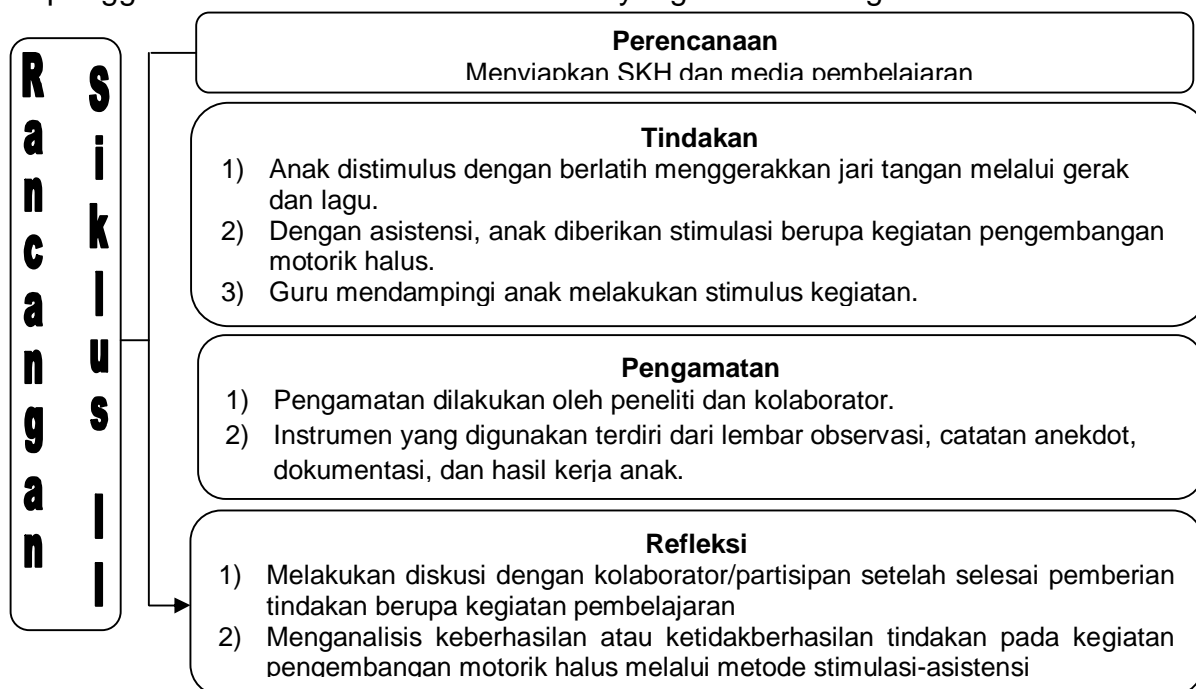 Rancangan
Siklus II
Perencanaan
Menyiapkan SKH dan media pembelajaran
Tindakan
1) Anak distimulus dengan berlatih menggerakkan jari tangan melalui gerak
dan lagu.
2) Dengan asistensi, anak diberikan stimulasi berupa kegiatan pengembangan
motorik halus.
3) Guru mendampingi anak melakukan stimulus kegiatan.
Pengamatan
1) Pengamatan dilakukan oleh peneliti dan kolaborator.
2) Instrumen yang digunakan terdiri dari lembar observasi, catatan anekdot,
dokumentasi, dan hasil kerja anak.
Refleksi
1) Melakukan diskusi dengan kolaborator/partisipan setelah selesai pemberian
tindakan berupa kegiatan pembelajaran
2) Menganalisis keberhasilan atau ketidakberhasilan tindakan pada kegiatan
pengembangan motorik halus melalui metode stimulasi-asistensi